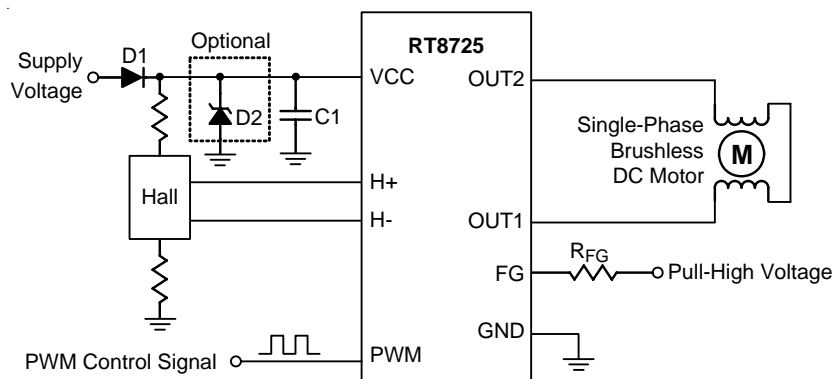 Optional
RT8725
Supply
Voltage
D1
VCC
OUT2
D2
C1
Single-Phase
Brushless
DC Motor
M
Hall
H+
H-
OUT1
RFG
FG
Pull-High Voltage
GND
PWM Control Signal
PWM